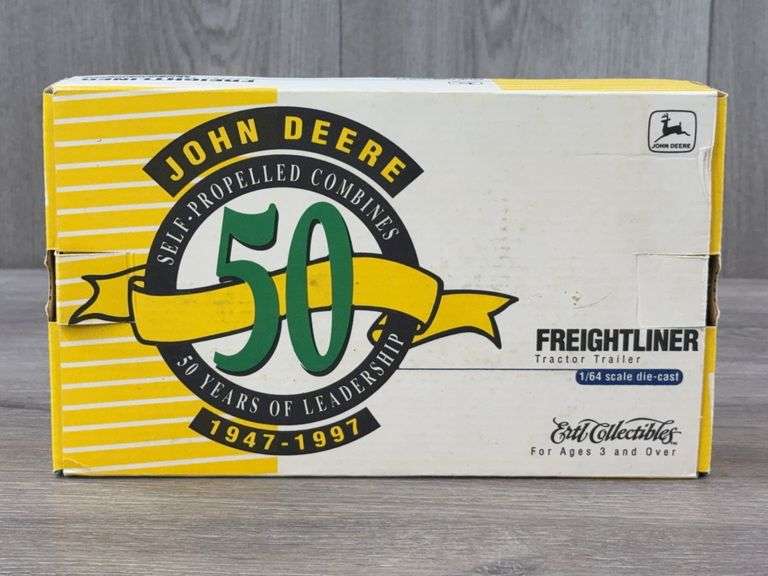 FREIGHTLINER
JOHN DEERE
SELF-PROPELLED COMBINES
50
50 YEARS OF LEADERSHIP
1947-1997
JOHN DEERE
FREIGHTLINER
Tractor Trailer
1/64 scale die-cast
Ertl Collectibles
For Ages 3 and Over